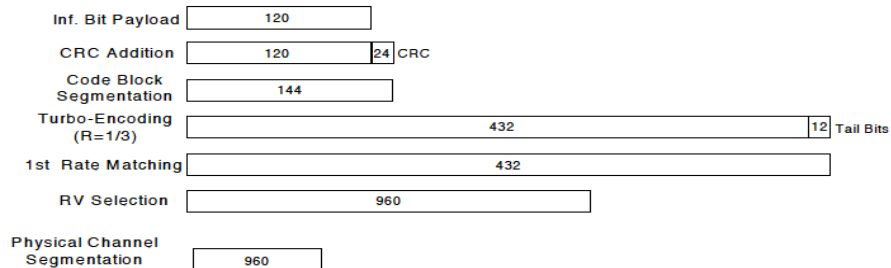 Inf. Bit Payload 120
CRC Addition 120 24 CRC
Code Block
Segmentation 144
Turbo-Encoding
(R=1/3) 432 12 Tail Bits
1st Rate Matching 432
RV Selection 960
Physical Channel
Segmentation 960